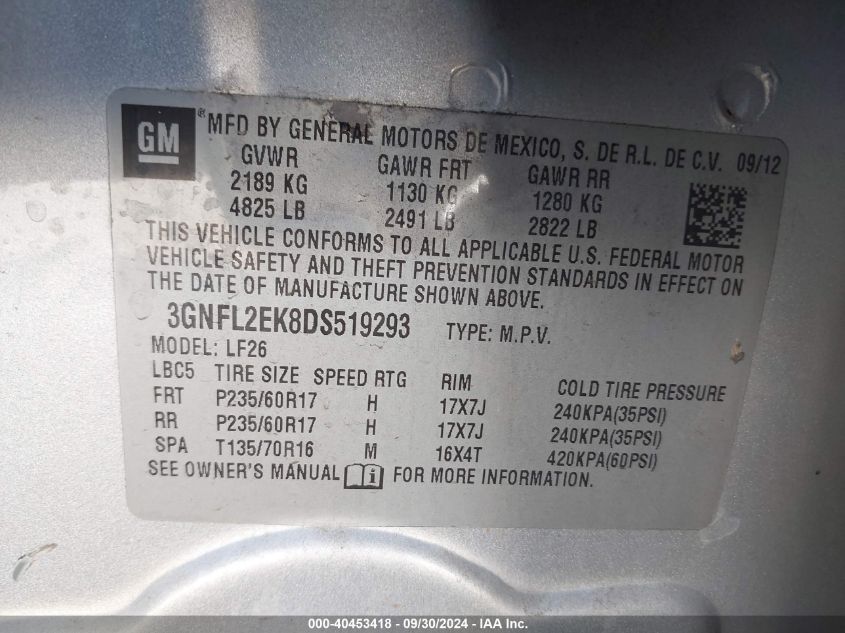 GM ® MFD BY GENERAL MOTORS DE MEXICO, S. DE R.L. DE C.V. 09/12
GVWR GAWR FRT GAWR RR
2189 KG 1130 KG 1280 KG
4825 LB 2491 LB 2822 LB
THIS VEHICLE CONFORMS TO ALL APPLICABLE U.S. FEDERAL MOTOR
VEHICLE SAFETY AND THEFT PREVENTION STANDARDS IN EFFECT ON
THE DATE OF MANUFACTURE SHOWN ABOVE.
3GNFL2EK8DS519293 TYPE: M.P.V.
MODEL: LF26
LBC5 TIRE SIZE SPEED RTG RIM COLD TIRE PRESSURE
FRT P235/60R17 H 17X7J 240KPA(35PSI)
RR P235/60R17 H 17X7J 240KPA(35PSI)
SPA T135/70R16 M 16X4T 420KPA(60PSI)
SEE OWNER'S MANUAL i FOR MORE INFORMATION.
000-40453418 - 09/30/2024 - IAA Inc.